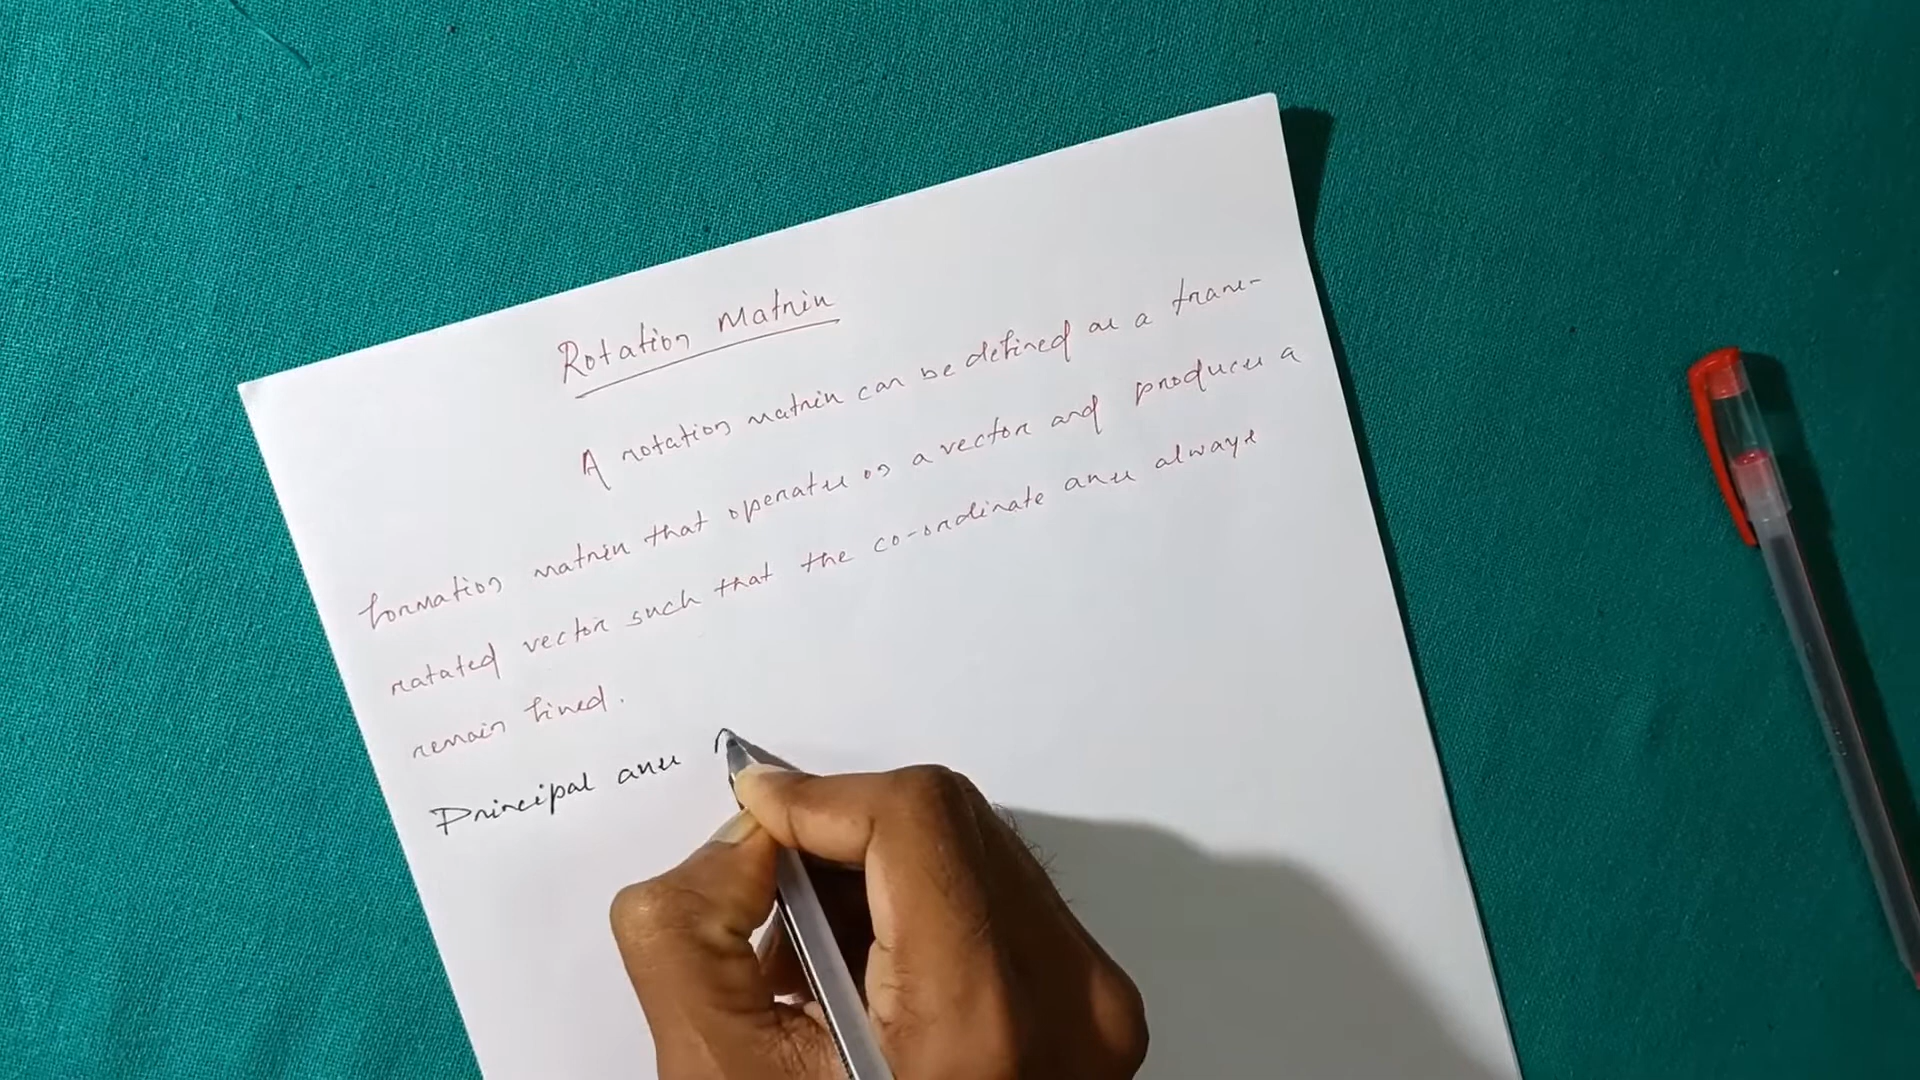 Rotation Matrix
A rotation matrix can be defined as a trans-
formation matrix that operates on a vector and produces a
ratated vector such that the co-ordinate axes always
remain fixed.
Principal axes